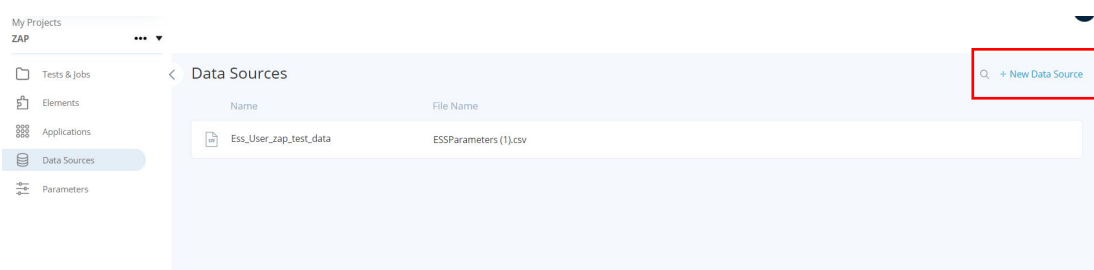 My Projects
ZAP
Tests & Jobs
Elements
Applications
Data Sources
Parameters
Data Sources
+ New Data Source
Name File Name
Ess_User_zap_test_data ESSParameters (1).csv